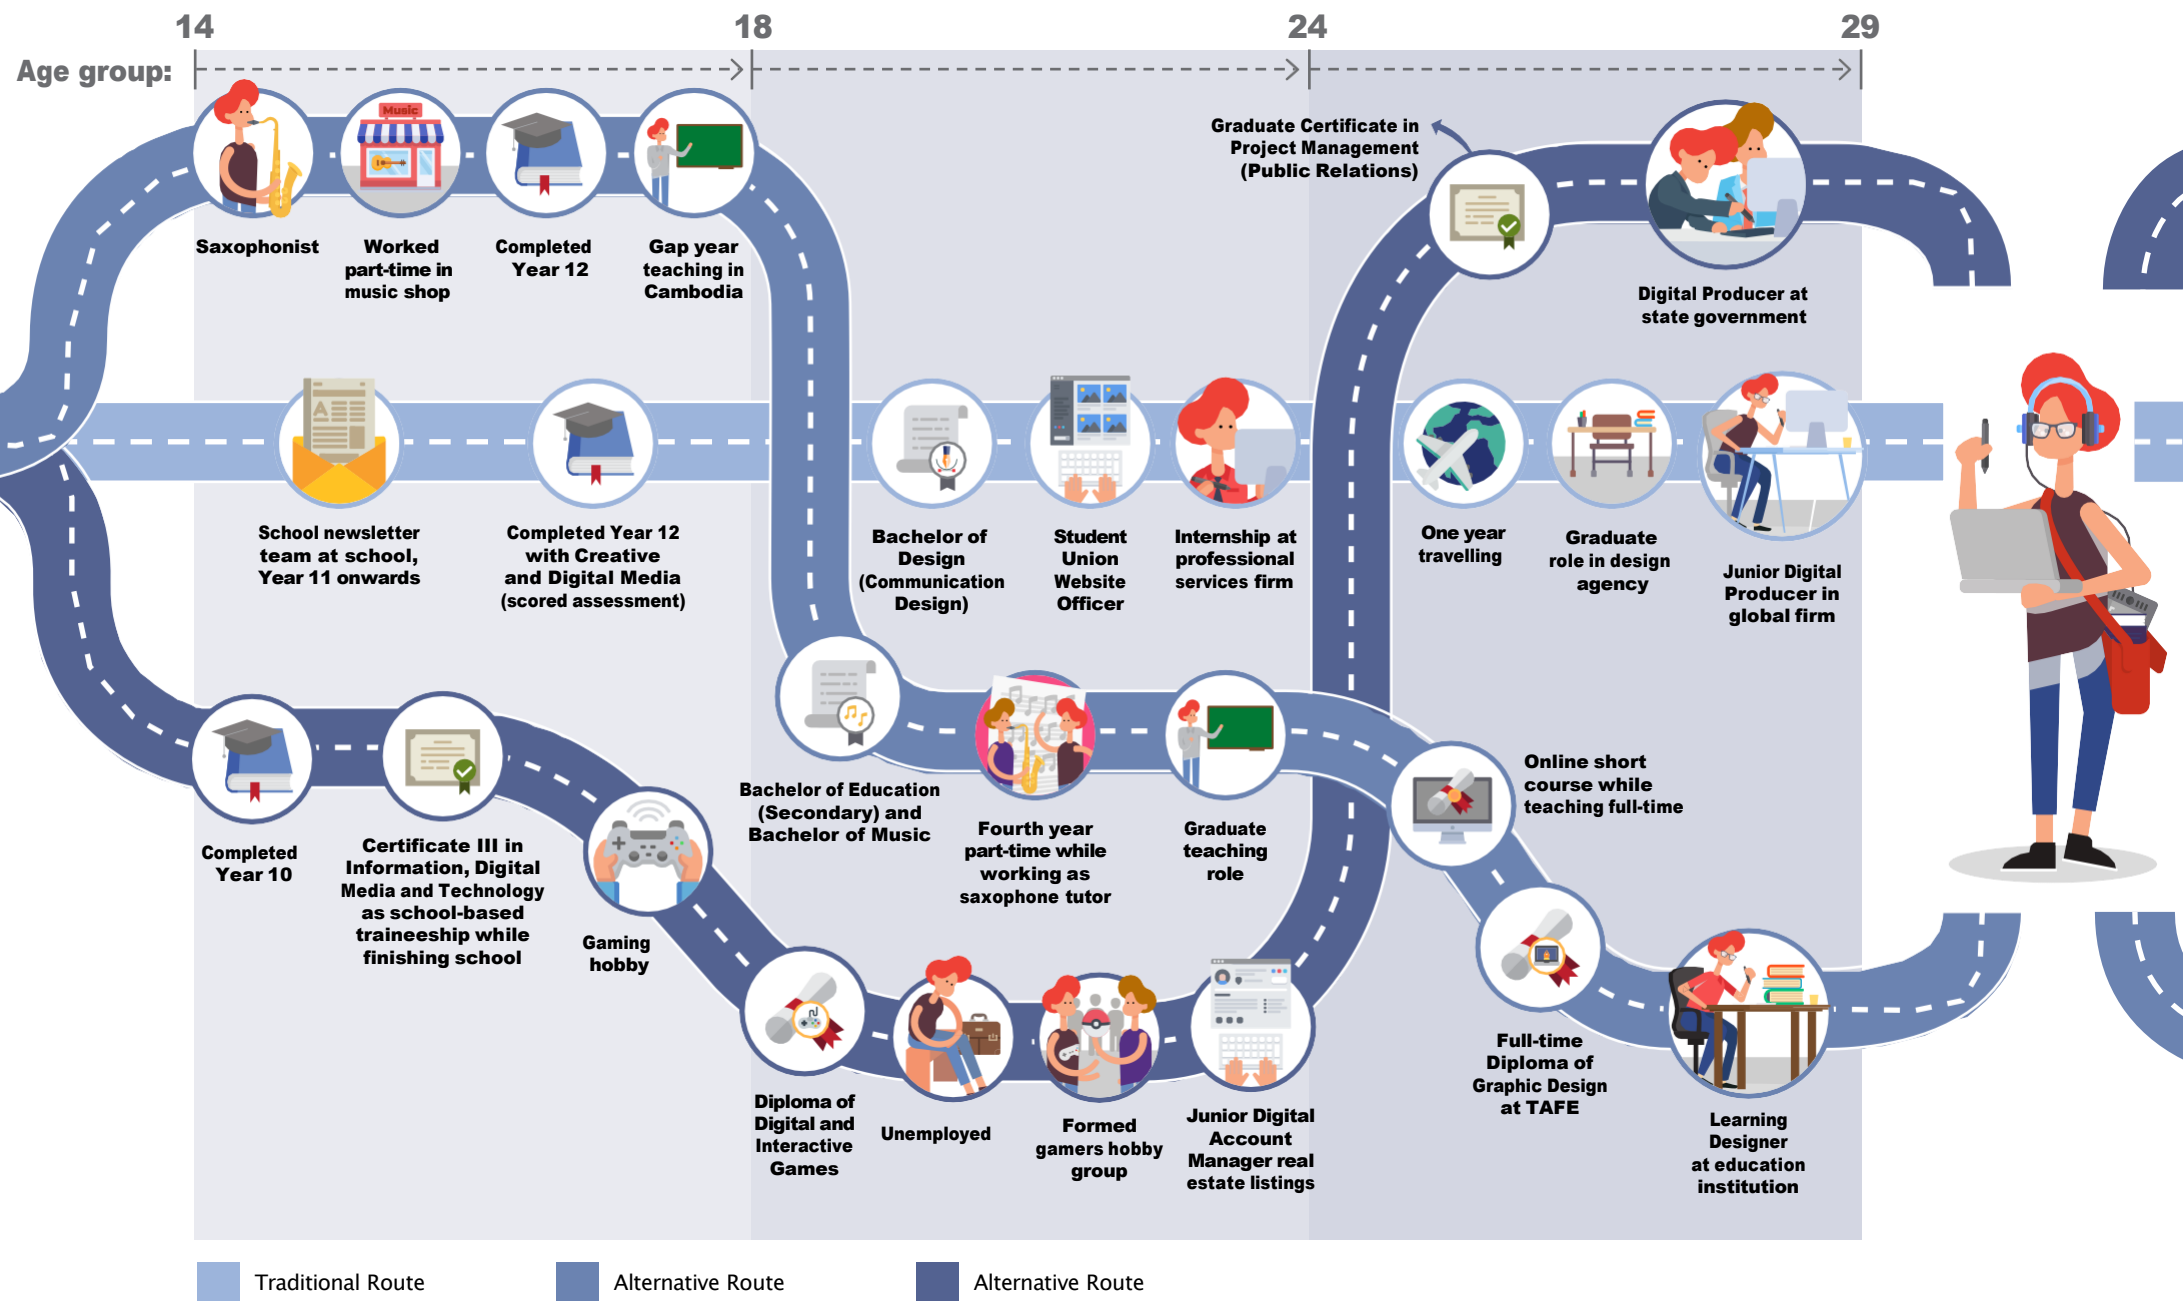 14
18
24
29
Age group:
Music
Saxophonist
Worked
part-time in
music shop
Completed
Year 12
Gap year
teaching in
Cambodia
Graduate Certificate in
Project Management
(Public Relations)
Digital Producer at
state government
A
School newsletter
team at school,
Year 11 onwards
Completed Year 12
with Creative
and Digital Media
(scored assessment)
Bachelor of
Design
(Communication
Design)
Student
Union
Website
Officer
Internship at
professional
services firm
One year
travelling
Graduate
role in design
agency
Junior Digital
Producer in
global firm
Bachelor of Education
(Secondary) and
Bachelor of Music
Fourth year
part-time while
working as
saxophone tutor
Graduate
teaching
role
Online short
course while
teaching full-time
Completed
Year 10
Certificate III in
Information, Digital
Media and Technology
as school-based
traineeship while
finishing school
Gaming
hobby
Diploma of
Digital and
Interactive
Games
Unemployed
Formed
gamers hobby
group
Junior Digital
Account
Manager real
estate listings
Full-time
Diploma of
Graphic Design
at TAFE
Learning
Designer
at education
institution
Traditional Route
Alternative Route
Alternative Route